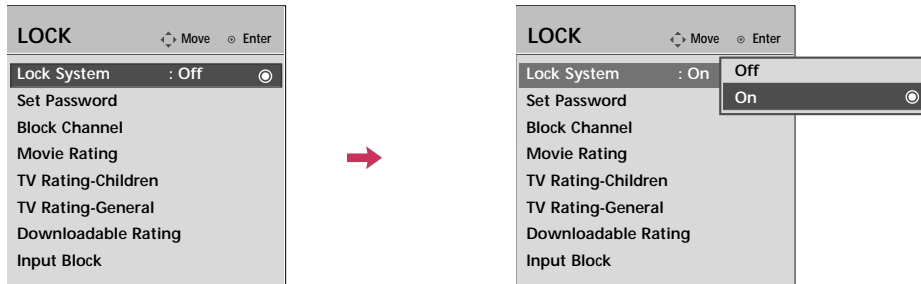 LOCK Move Enter
Lock System : Off
Set Password
Block Channel
Movie Rating
TV Rating-Children
TV Rating-General
Downloadable Rating
Input Block
LOCK Move Enter
Lock System : On
Set Password
Block Channel
Movie Rating
TV Rating-Children
TV Rating-General
Downloadable Rating
Input Block
Off
On